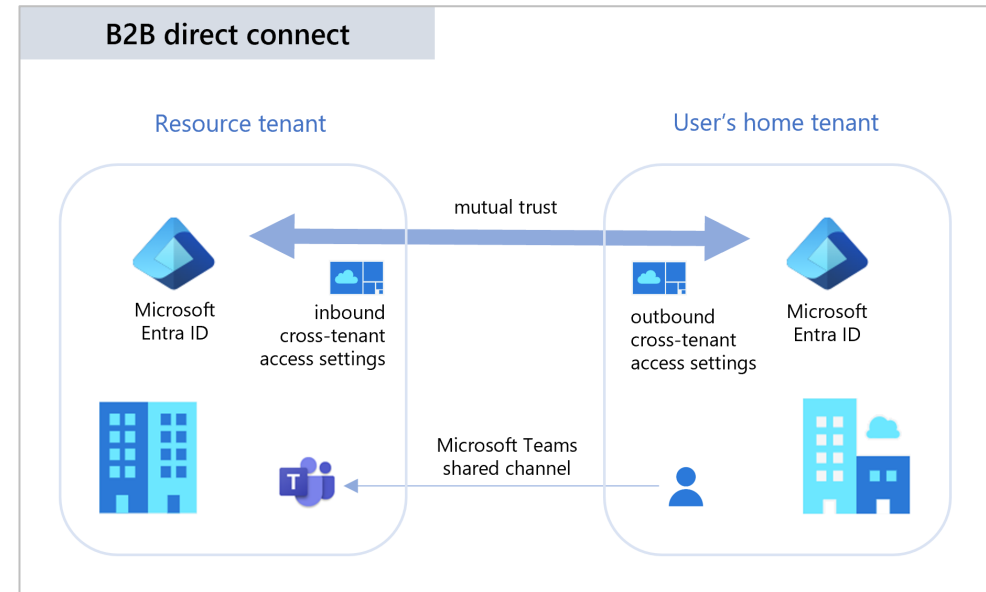 B2B direct connect
Resource tenant
User's home tenant
mutual trust
Microsoft
Entra ID
inbound
cross-tenant
access settings
outbound
cross-tenant
access settings
Microsoft
Entra ID
Microsoft Teams
shared channel
T